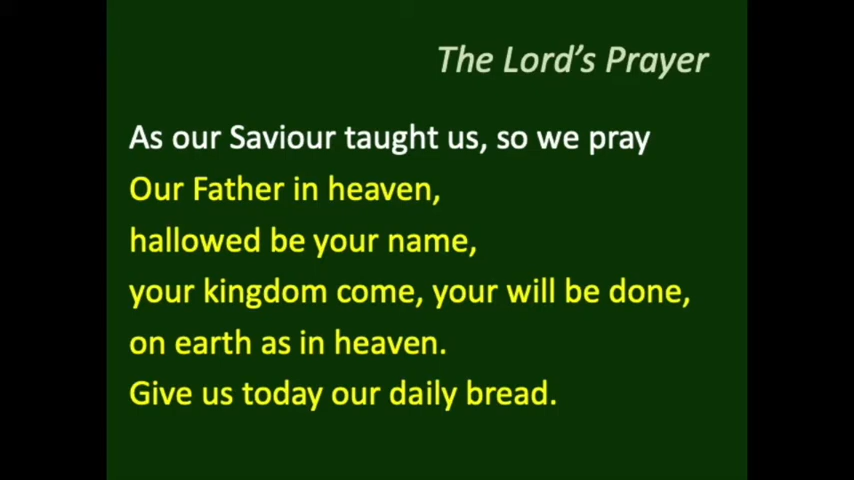 The Lord’s Prayer
As our Saviour taught us, so we pray
Our Father in heaven,
hallowed be your name,
your kingdom come, your will be done,
on earth as in heaven.
Give us today our daily bread.